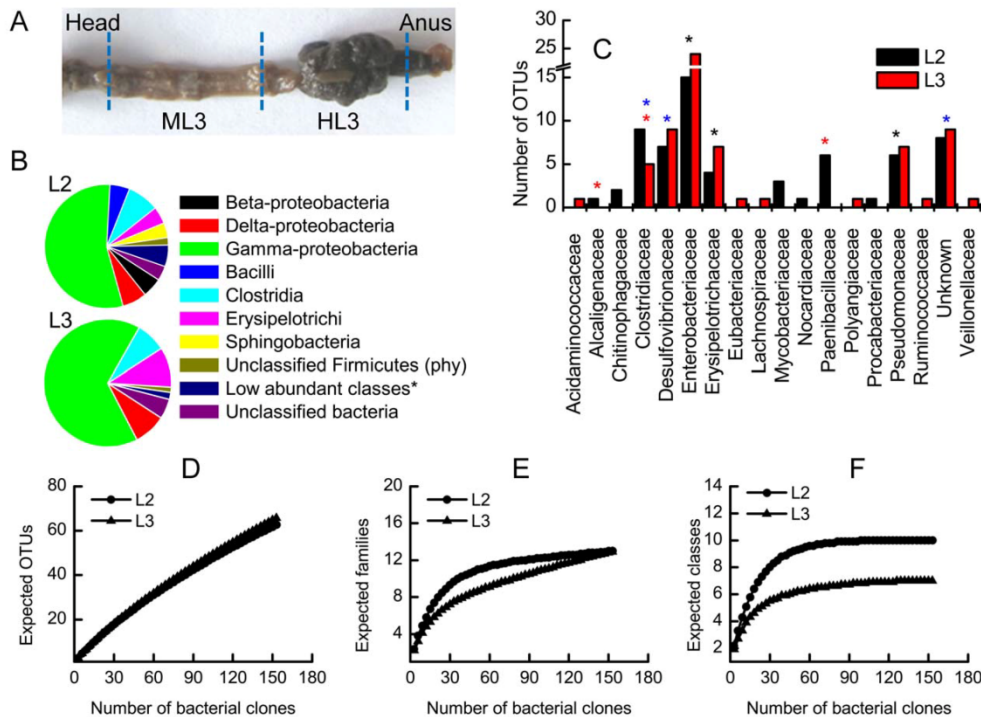 A
Head
Anus
ML3
HL3
B
L2
L3
Beta-proteobacteria
Delta-proteobacteria
Gamma-proteobacteria
Bacilli
Clostridia
Erysipelotrichi
Sphingobacteria
Unclassified Firmicutes (phy)
Low abundant classes*
Unclassified bacteria
C
Number of OTUs
30
25
15
10
5
0
L2
L3
*
*
*
*
*
*
*
*
*
Acidaminoccaceae
Alcaligenaceae
Chitinophagaceae
Clostridiaceae
Desulfovibrionaceae
Enterobacteriaceae
Erysipelotrichaceae
Eubacteriaceae
Lachnospiraceae
Mycobacteriaceae
Nocardiaceae
Paenibacillaceae
Polyangiaceae
Procabacteriaceae
Pseudomonaceae
Ruminoccaceae
Unknown
Veillonellaceae
D
Expected OTUs
80
60
40
20
L2
L3
0 30 60 90 120 150 180
Number of bacterial clones
E
Expected families
20
16
12
8
4
L2
L3
0 30 60 90 120 150 180
Number of bacterial clones
F
Expected classes
14
12
10
8
6
4
2
L2
L3
0 30 60 90 120 150 180
Number of bacterial clones